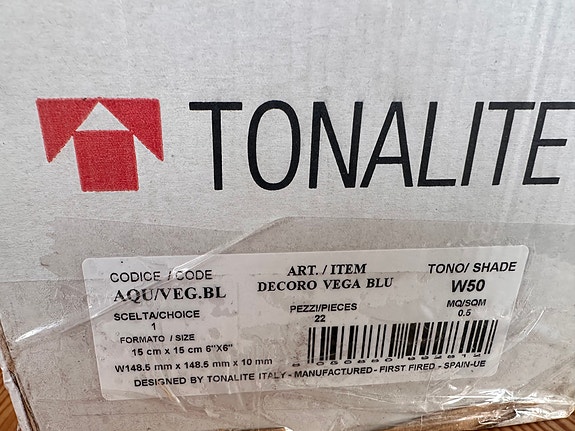 TONALITE
CODICE / CODE
AQU/VEG.BL
ART. / ITEM
DECORO VEGA BLU
TONO/ SHADE
W50
SCELTA/CHOICE
1
PEZZI/PIECES
22
MQ/SQM
0.5
FORMATO / SIZE
15 cm x 15 cm 6"X6"
W148.5 mm x 148.5 mm x 10 mm
DESIGNED BY TONALITE ITALY - MANUFACTURED - FIRST FIRED - SPAIN-UE